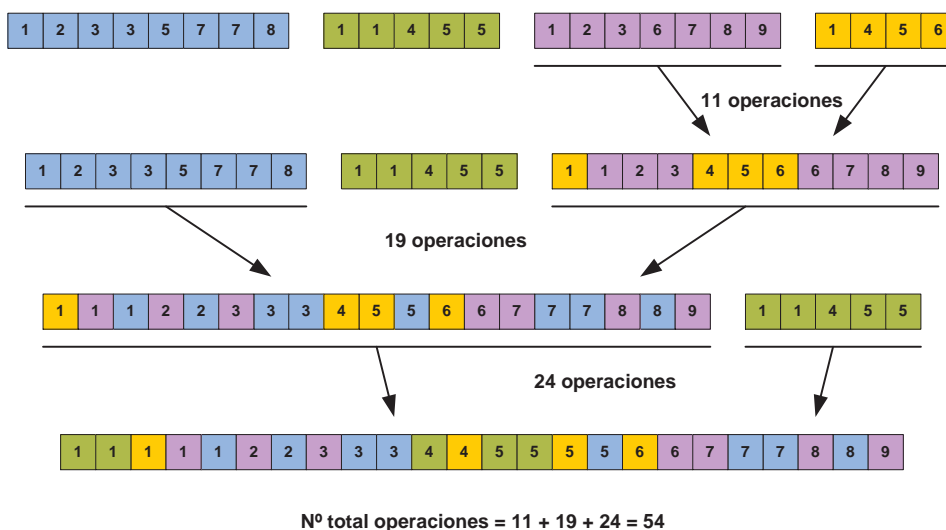 1 2 3 3 5 7 7 8 1 1 4 5 5 1 2 3 6 7 8 9 1 4 5 6
11 operaciones
1 2 3 3 5 7 7 8 1 1 4 5 5 1 1 2 3 4 5 6 6 7 8 9
19 operaciones
1 1 1 2 2 3 3 3 4 5 5 6 6 7 7 7 8 8 9 1 1 4 5 5
24 operaciones
1 1 1 1 1 2 2 3 3 3 4 4 5 5 5 5 6 6 7 7 7 8 8 9
Nº total operaciones = 11 + 19 + 24 = 54